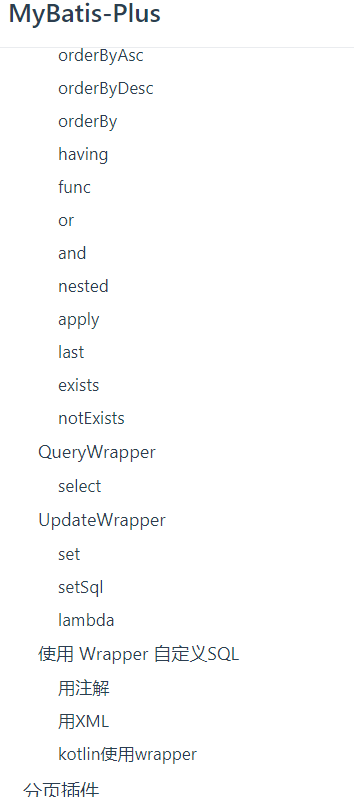 MyBatis-Plus
orderByAsc
orderByDesc
orderBy
having
func
or
and
nested
apply
last
exists
notExists
QueryWrapper
select
UpdateWrapper
set
setSql
lambda
使用 Wrapper 自定义SQL
用注解
用XML
kotlin使用wrapper
分页插件